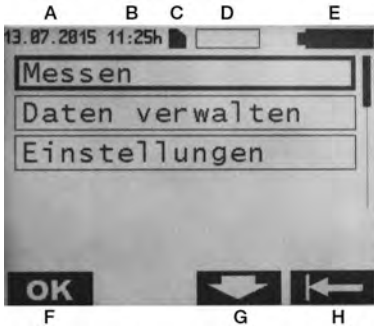 A B C D E
13.07.2015 11:25h
Messen
Daten verwalten
Einstellungen
OK
F G H